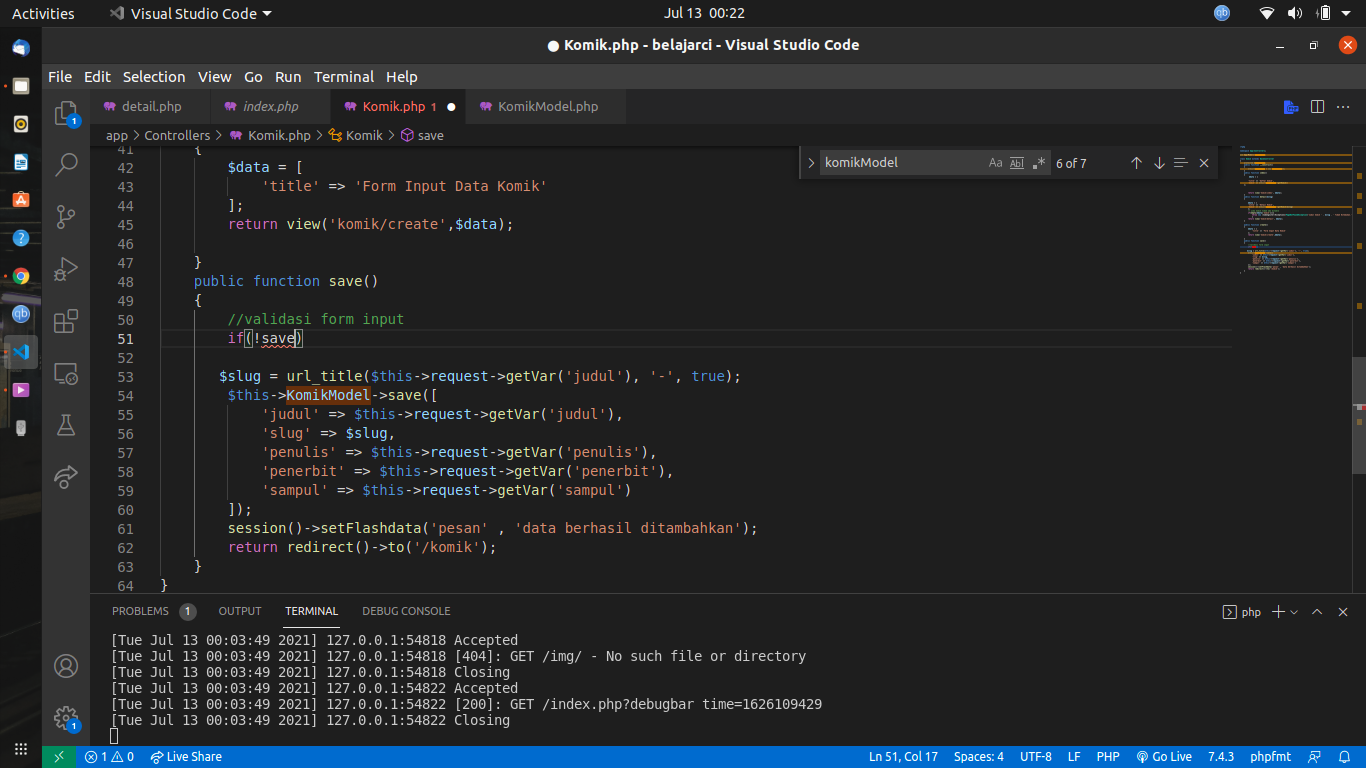 Activities Visual Studio Code Jul 13 00:22
Komik.php - belajarci - Visual Studio Code
File Edit Selection View Go Run Terminal Help
detail.php index.php Komik.php 1 KomikModel.php
app > Controllers > Komik.php > Komik > save
komikModel Aa Abl .* 6 of 7
41 {
42 $data = [
43 'title' => 'Form Input Data Komik'
44 ];
45 return view('komik/create',$data);
46
47 }
48 public function save()
49 {
50 //validasi form input
51 if(!save)
52
53 $slug = url_title($this->request->getVar('judul'), '-', true);
54 $this->KomikModel->save([
55 'judul' => $this->request->getVar('judul'),
56 'slug' => $slug,
57 'penulis' => $this->request->getVar('penulis'),
58 'penerbit' => $this->request->getVar('penerbit'),
59 'sampul' => $this->request->getVar('sampul')
60 ]);
61 session()->setFlashdata('pesan' , 'data berhasil ditambahkan');
62 return redirect()->to('/komik');
63 }
64 }
PROBLEMS 1 OUTPUT TERMINAL DEBUG CONSOLE php
[Tue Jul 13 00:03:49 2021] 127.0.0.1:54818 Accepted
[Tue Jul 13 00:03:49 2021] 127.0.0.1:54818 [404]: GET /img/ - No such file or directory
[Tue Jul 13 00:03:49 2021] 127.0.0.1:54818 Closing
[Tue Jul 13 00:03:49 2021] 127.0.0.1:54822 Accepted
[Tue Jul 13 00:03:49 2021] 127.0.0.1:54822 [200]: GET /index.php?debugbar_time=1626109429
[Tue Jul 13 00:03:49 2021] 127.0.0.1:54822 Closing
1 0 Live Share Ln 51, Col 17 Spaces: 4 UTF-8 LF PHP Go Live 7.4.3 phpfmt